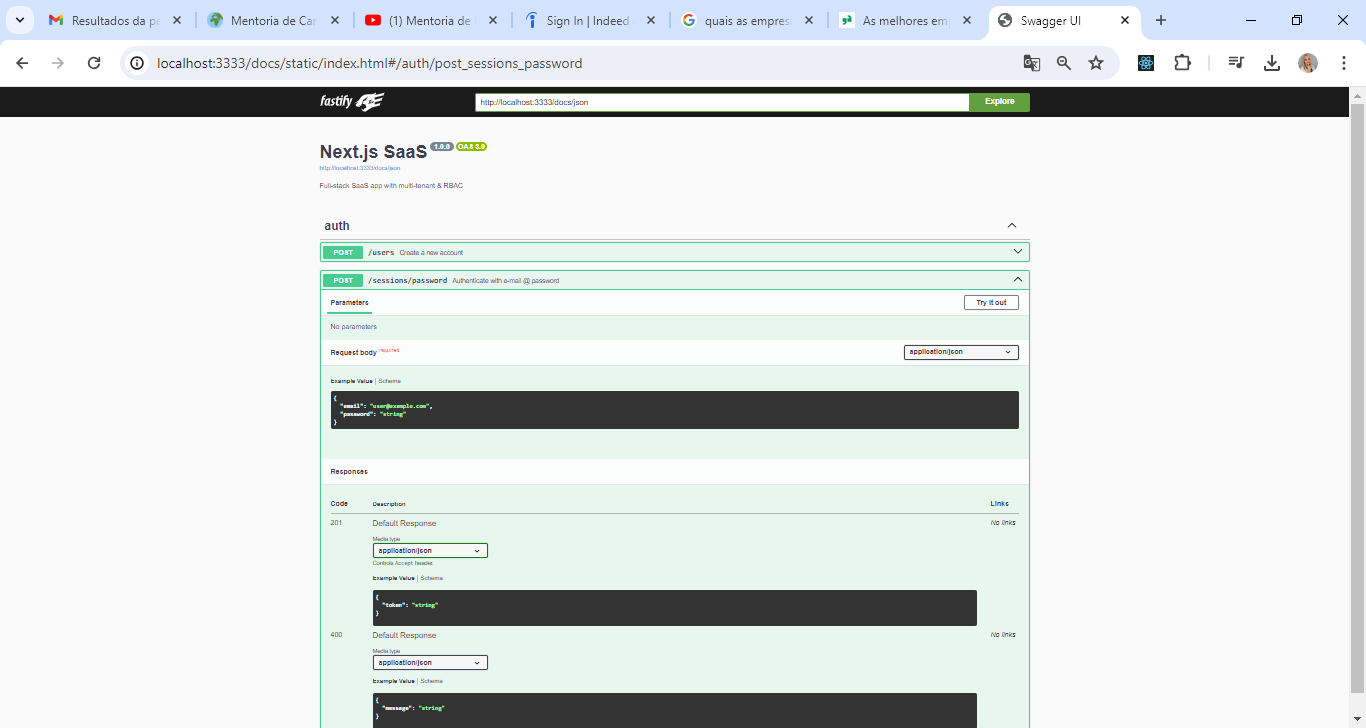 Resultados da pe
Mentoria de Car
(1) Mentoria de
Sign In | Indeed
quais as empres
As melhores em
Swagger UI
localhost:3333/docs/static/index.html#/auth/post_sessions_password
fastify
http://localhost:3333/docs/json
Explore
Next.js SaaS 1.0.0 OAS 3.0
http://localhost:3333/docs/json
Full-stack SaaS app with multi-tenant & RBAC
auth
POST /users Create a new account
POST /sessions/password Authenticate with e-mail @ password
Parameters
Try it out
No parameters
Request body required
application/json
Example Value | Schema
{
"email": "user@example.com",
"password": "string"
}
Responses
Code Description Links
201 Default Response No links
Media type
application/json
Controls Accept header.
Example Value | Schema
{
"token": "string"
}
400 Default Response No links
Media type
application/json
Example Value | Schema
{
"message": "string"
}